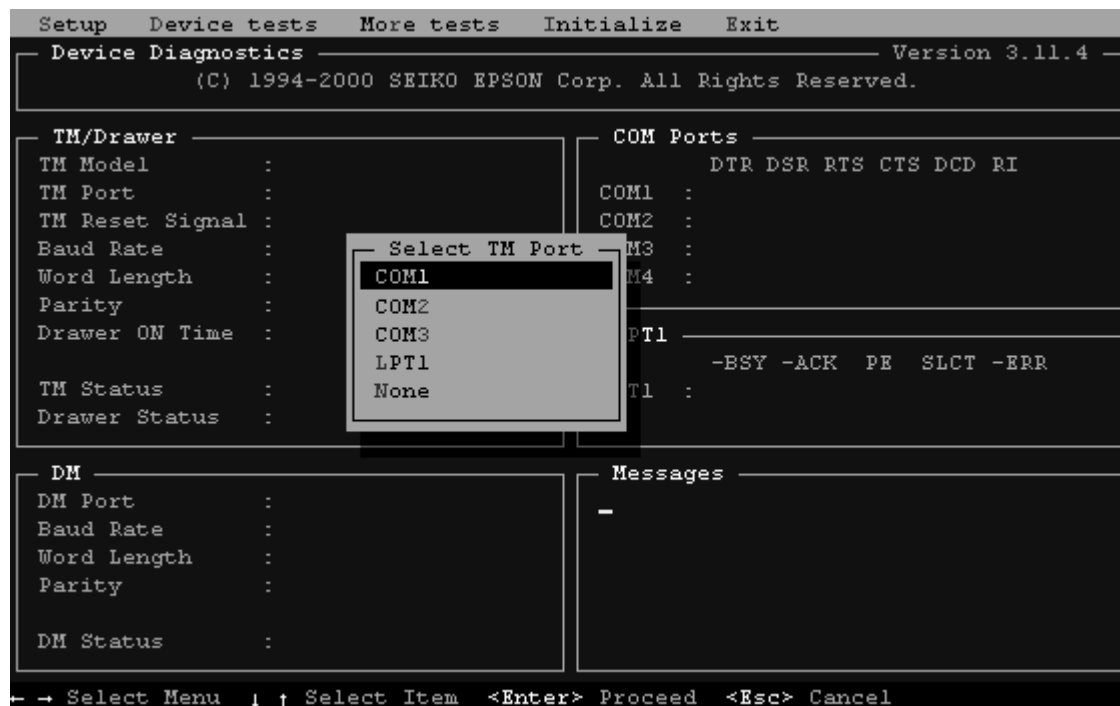 Setup Device tests More tests Initialize Exit
Device Diagnostics Version 3.11.4
(C) 1994-2000 SEIKO EPSON Corp. All Rights Reserved.
TM/Drawer
TM Model :
TM Port :
TM Reset Signal :
Baud Rate :
Word Length :
Parity :
Drawer ON Time :
TM Status :
Drawer Status :
Select TM Port
COM1
COM2
COM3
LPT1
None
COM Ports
DTR DSR RTS CTS DCD RI
COM1 :
COM2 :
M3 :
M4 :
PT1
-BSY -ACK PE SLCT -ERR
T1 :
DM
DM Port :
Baud Rate :
Word Length :
Parity :
DM Status :
Messages
← → Select Menu ↓ ↑ Select Item <Enter> Proceed <Esc> Cancel